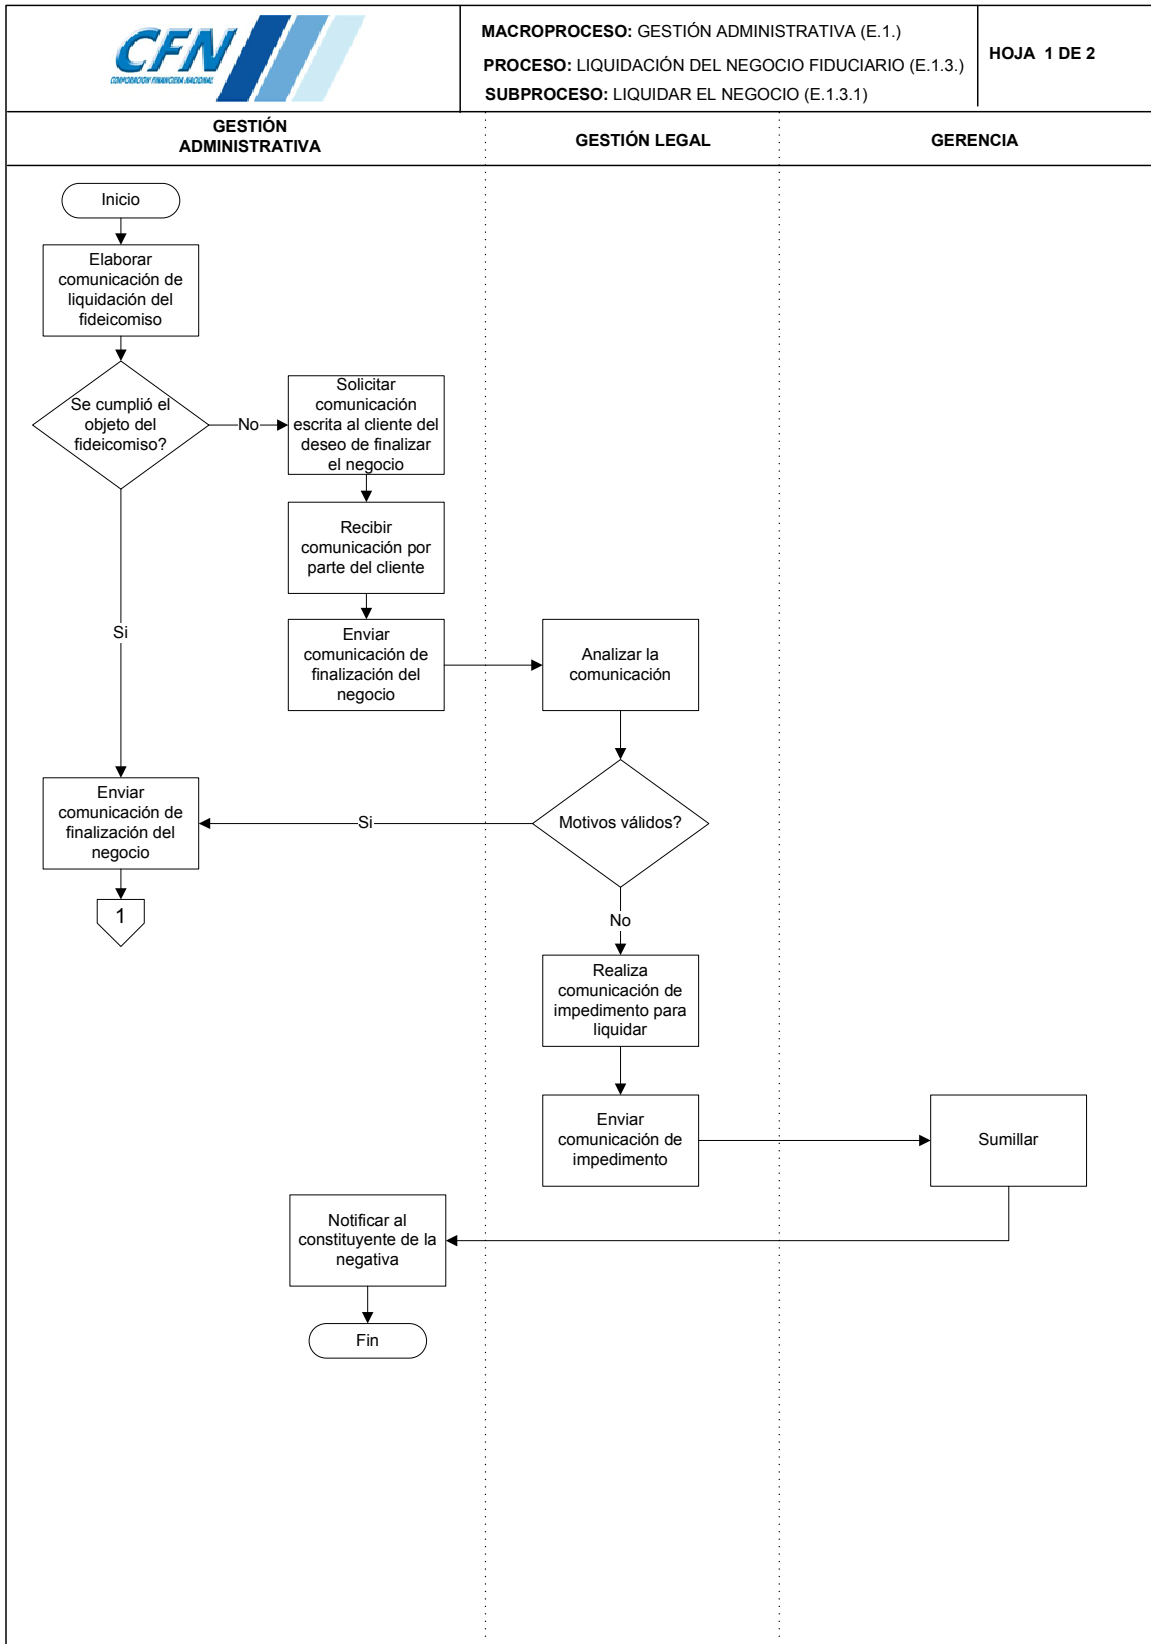 CFN
CORPORACION FINANCIERA NACIONAL
MACROPROCESO: GESTIÓN ADMINISTRATIVA (E.1.)
PROCESO: LIQUIDACIÓN DEL NEGOCIO FIDUCIARIO (E.1.3.)
SUBPROCESO: LIQUIDAR EL NEGOCIO (E.1.3.1)
HOJA 1 DE 2
GESTIÓN
ADMINISTRATIVA
GESTIÓN LEGAL
GERENCIA
Inicio
Elaborar
comunicación de
liquidación del
fideicomiso
Se cumplió el
objeto del
fideicomiso?
No
Solicitar
comunicación
escrita al cliente del
deseo de finalizar
el negocio
Recibir
comunicación por
parte del cliente
Si
Enviar
comunicación de
finalización del
negocio
Analizar la
comunicación
Enviar
comunicación de
finalización del
negocio
Si
Motivos válidos?
1
No
Realiza
comunicación de
impedimento para
liquidar
Enviar
comunicación de
impedimento
Sumillar
Notificar al
constituyente de la
negativa
Fin